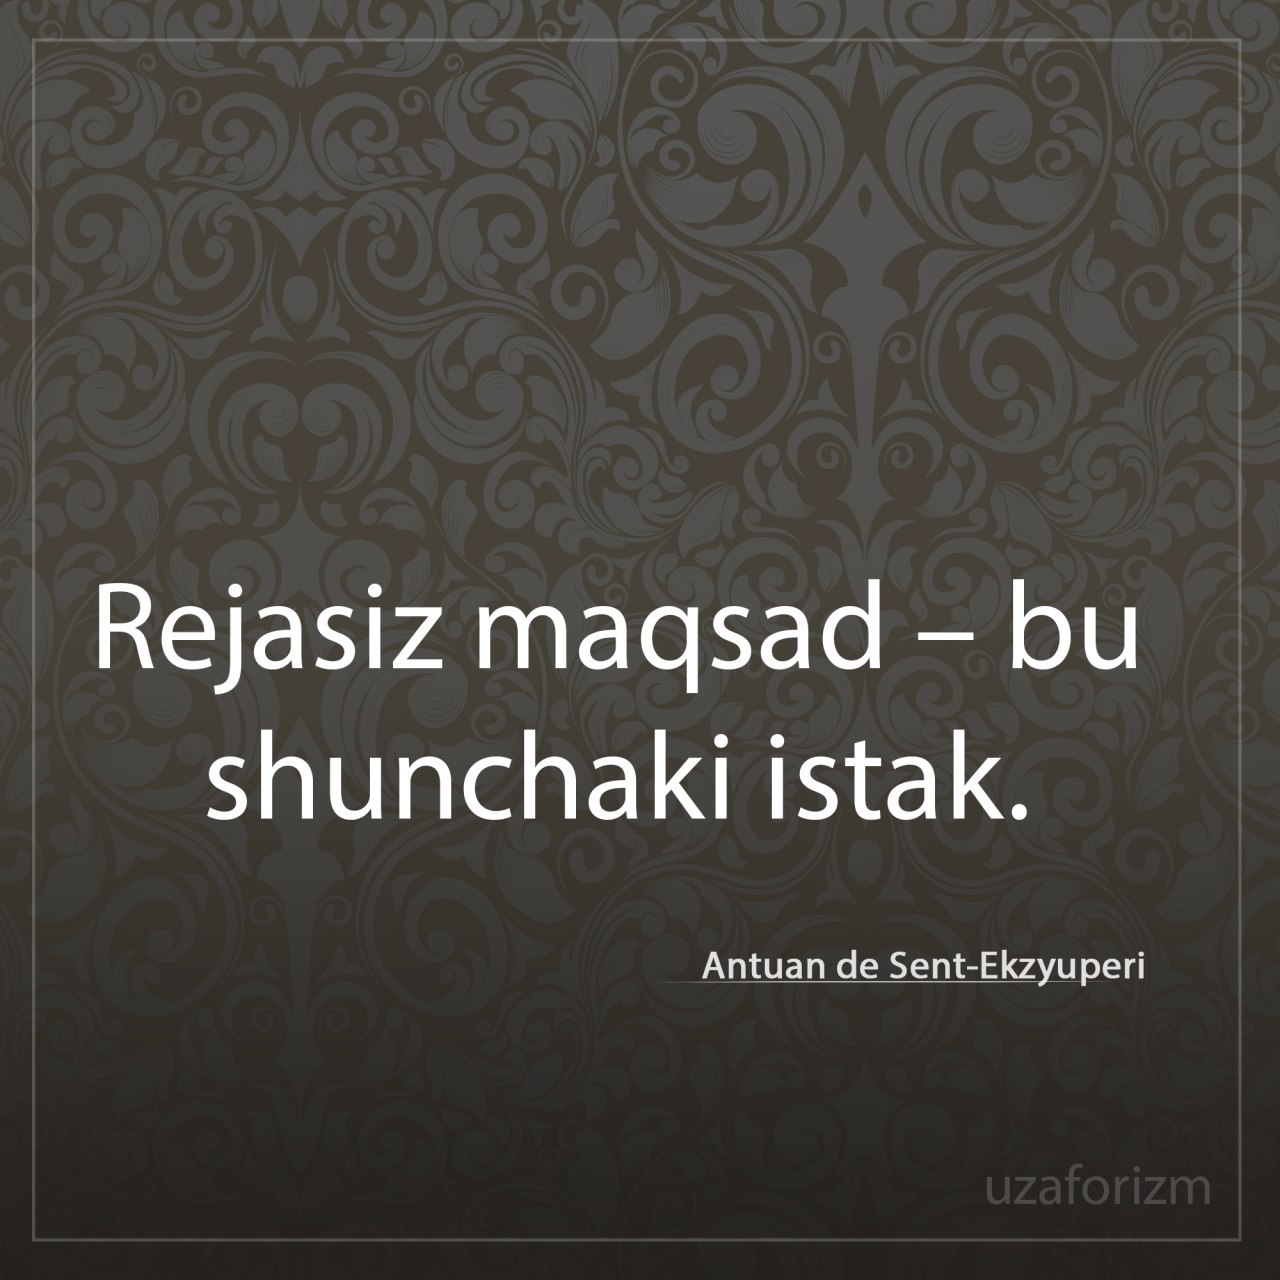 Rejasiz maqsad – bu
shunchaki istak.
Antuan de Sent-Ekzyuperi
uzaforizm